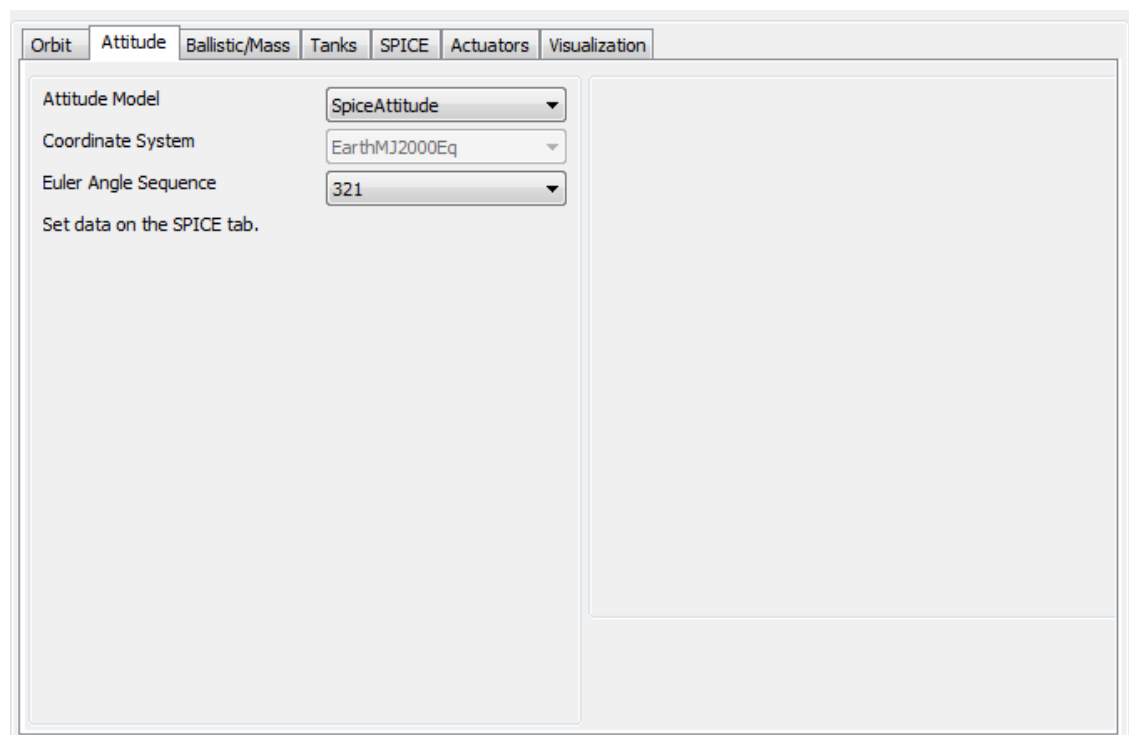 Orbit Attitude Ballistic/Mass Tanks SPICE Actuators Visualization
Attitude Model SpiceAttitude
Coordinate System EarthMJ2000Eq
Euler Angle Sequence 321
Set data on the SPICE tab.